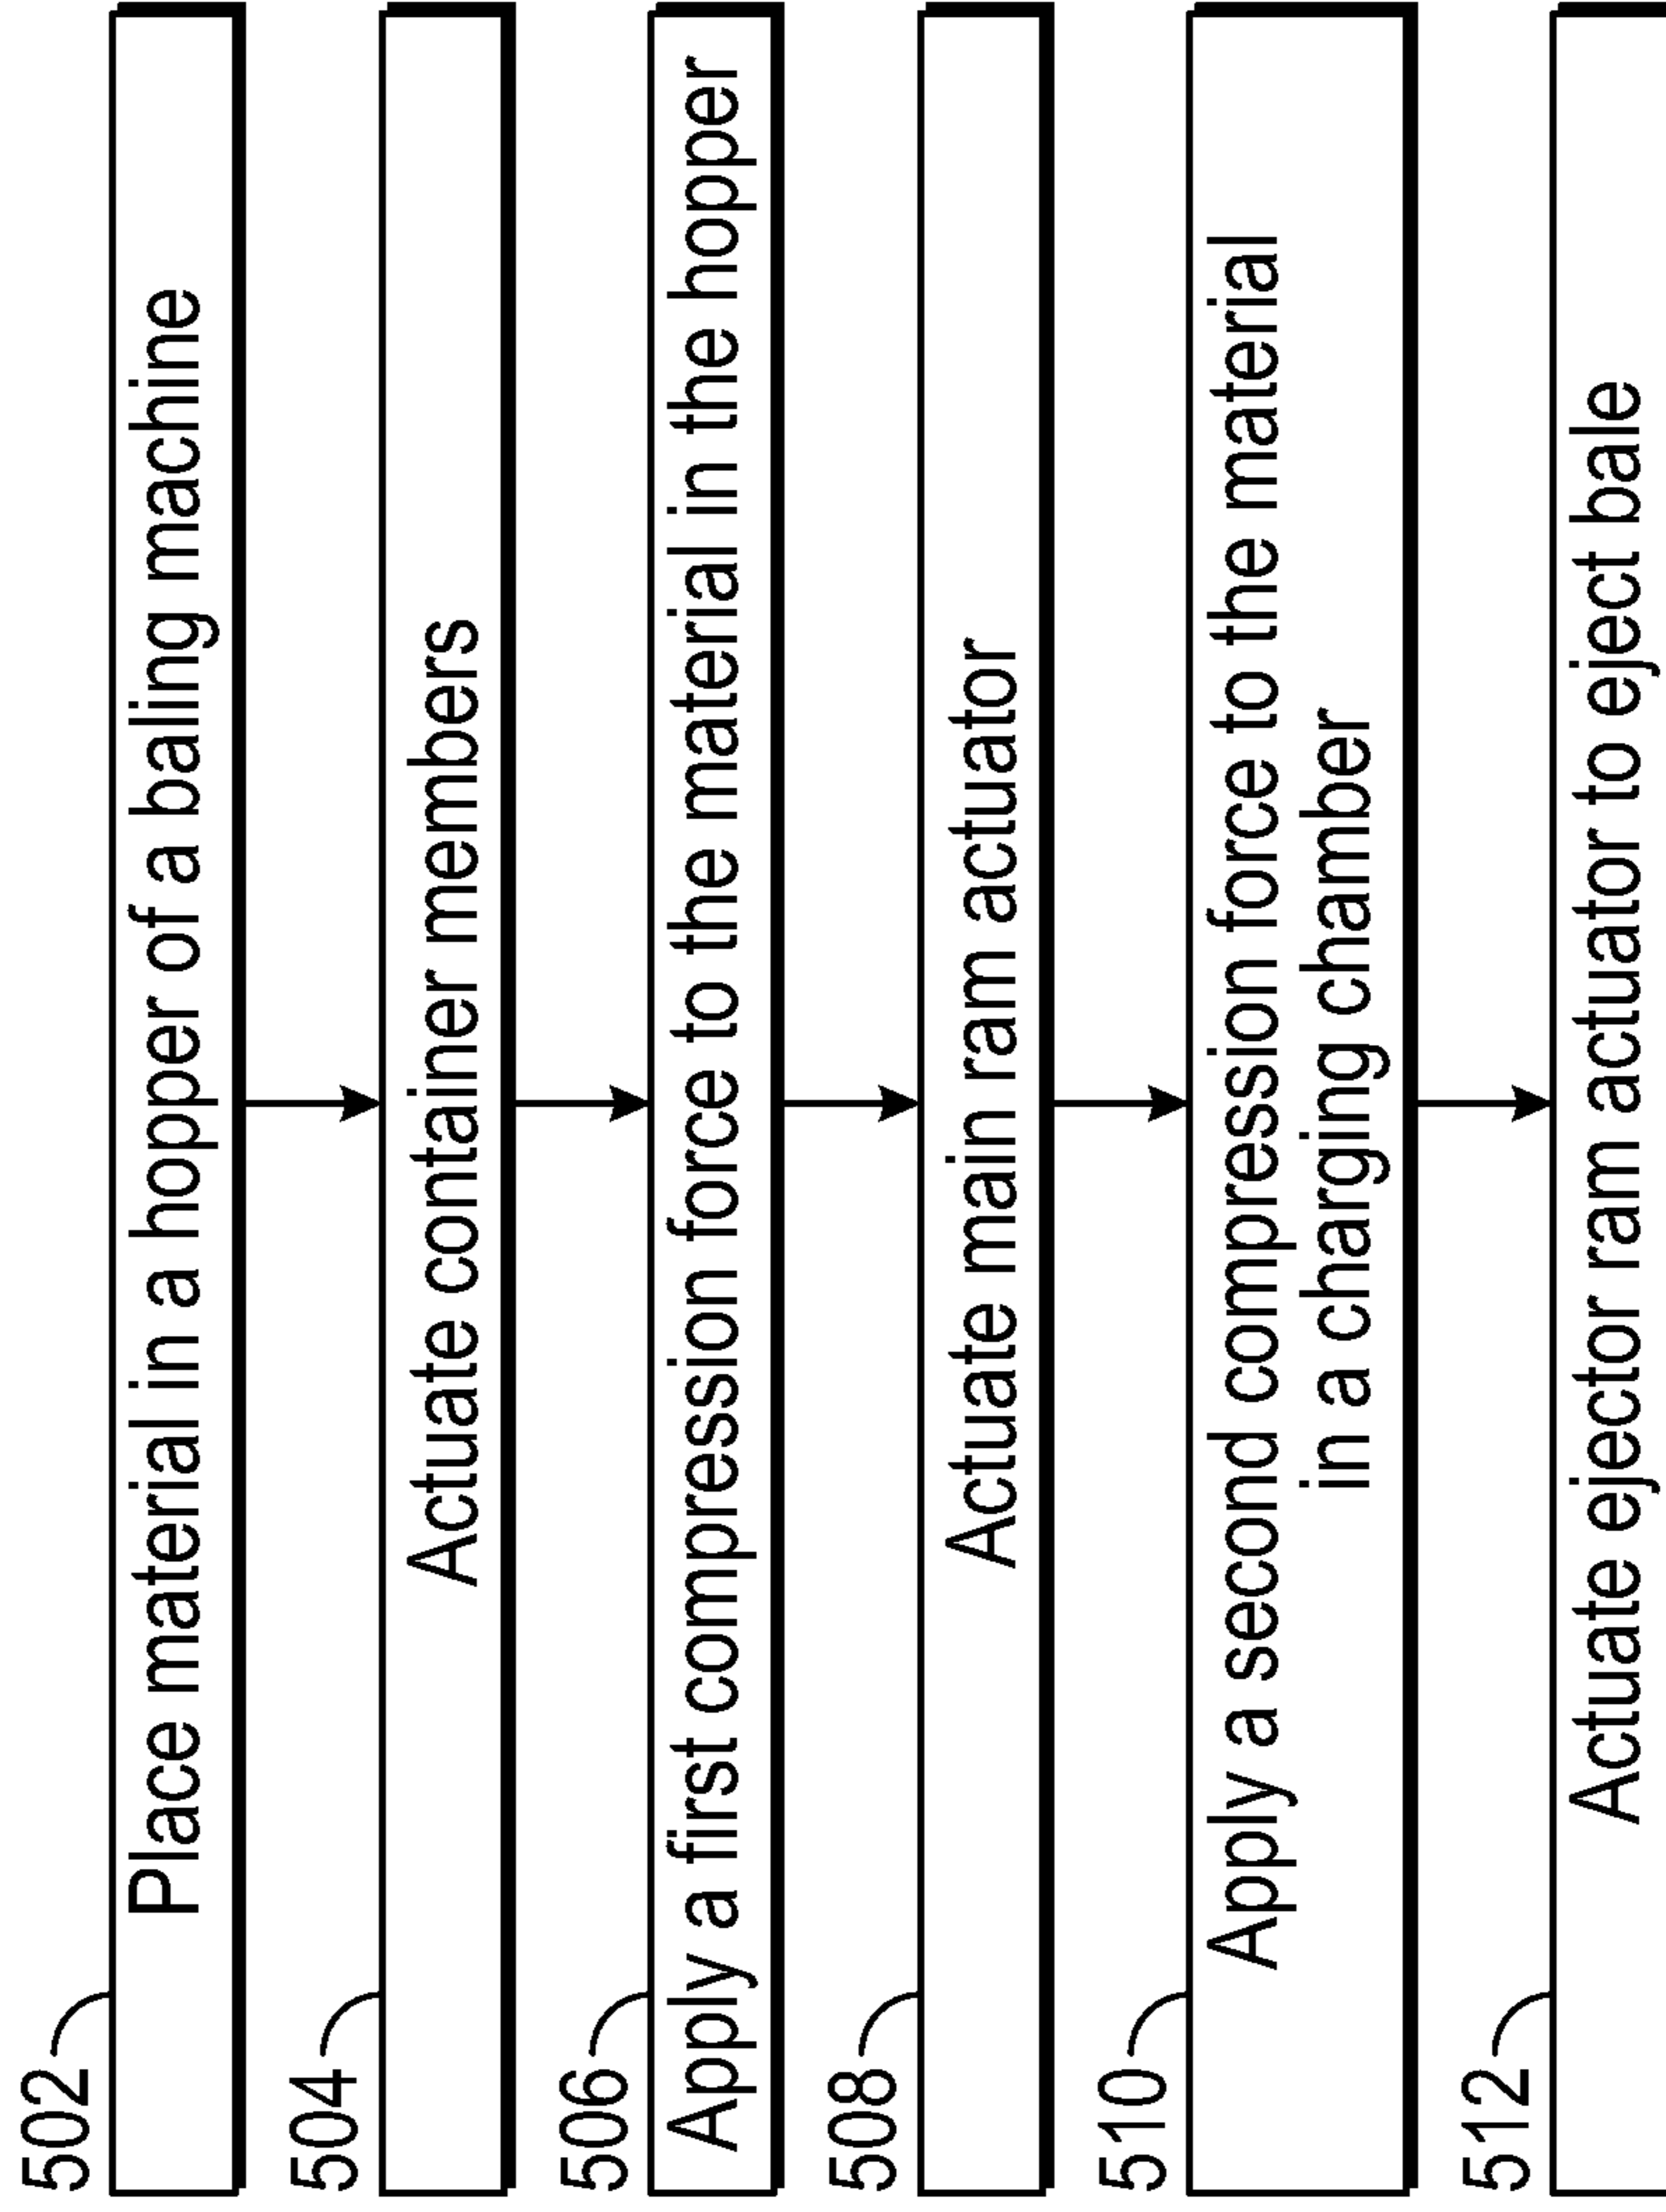 502
Place material in a hopper of a baling machine
504
Actuate container members
506
Apply a first compression force to the material in the hopper
508
Actuate main ram actuator
510
Apply a second compression force to the material
in a charging chamber
512
Actuate ejector ram actuator to eject bale